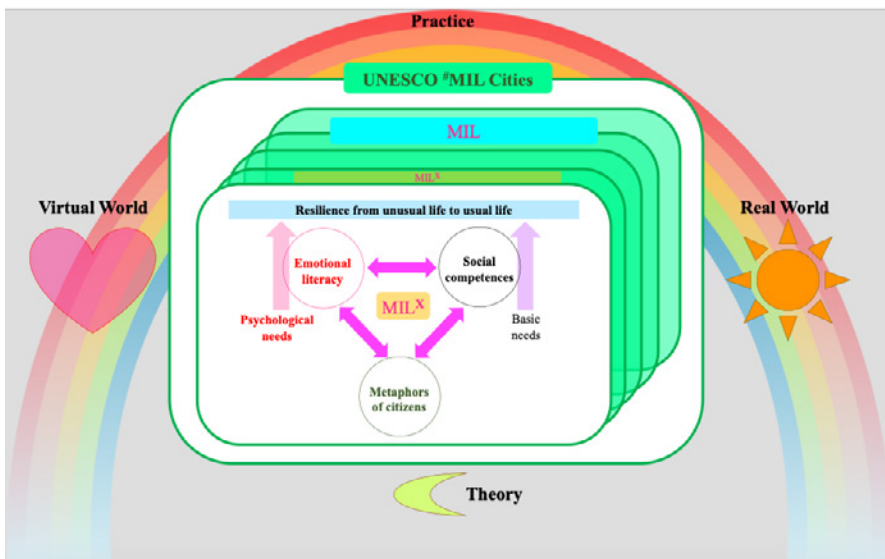 Practice
UNESCO #MIL Cities
MIL
MILX
Virtual World
Real World
Resilience from unusual life to usual life
Emotional
literacy
Social
competences
MILX
Psychological
needs
Basic
needs
Metaphors
of citizens
Theory